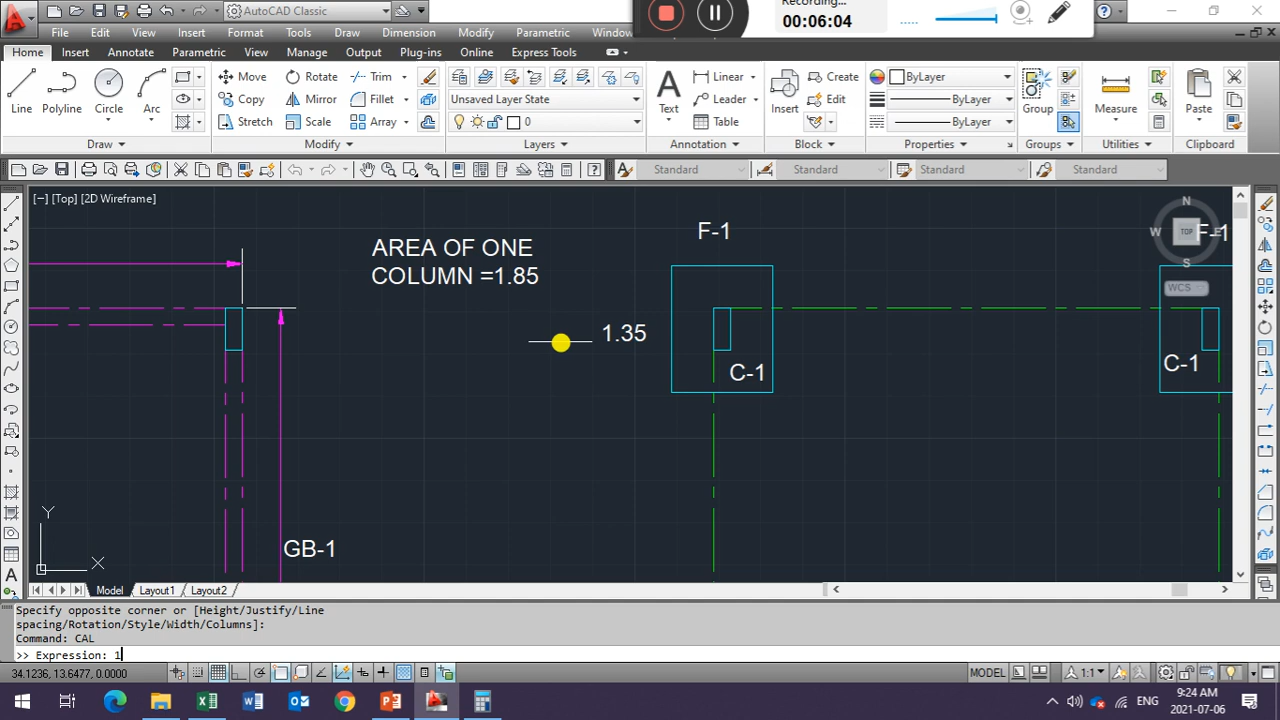 Recording...
00:06:04
AutoCAD Classic
File Edit View Insert Format Tools Draw Dimension Modify Parametric Window
Home Insert Annotate Parametric View Manage Output Plug-ins Online Express Tools
Line Polyline Circle Arc
Move Rotate Trim
Copy Mirror Fillet
Stretch Scale Array
Unsaved Layer State
0
Text
Linear
Leader
Table
Insert
Create
Edit
ByLayer
ByLayer
ByLayer
Group
Measure
Paste
Draw Modify Layers Annotation Block Properties Groups Utilities Clipboard
Standard Standard Standard Standard
[−] [Top] [2D Wireframe]
AREA OF ONE
COLUMN =1.85
1.35
F-1
C-1
F-1
C-1
GB-1
N
W TOP E
S
WCS
Y
X
Model Layout1 Layout2
Specify opposite corner or [Height/Justify/Line
spacing/Rotation/Style/Width/Columns]:
Command: CAL
>> Expression: 1
34.1236, 13.6477, 0.0000
MODEL 1:1
ENG
9:24 AM
2021-07-06